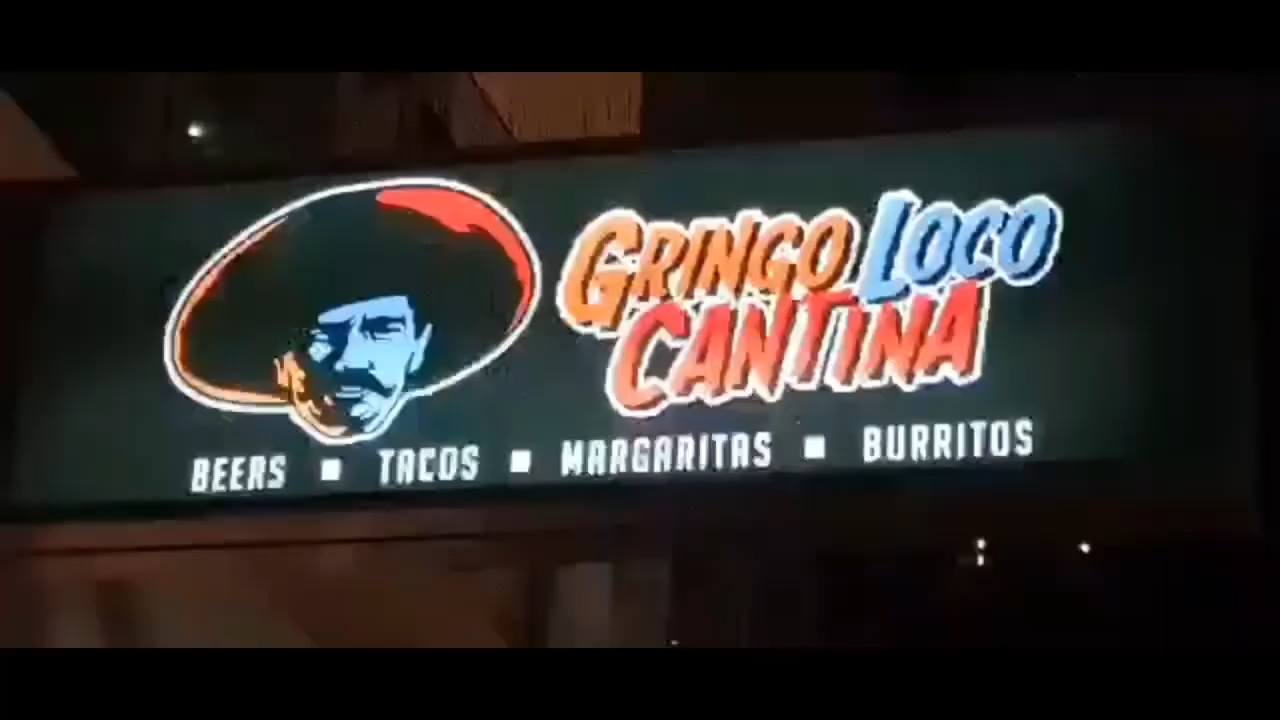 GRINGO LOCO
CANTINA
BEERS ▪ TACOS ▪ MARGARITAS ▪ BURRITOS